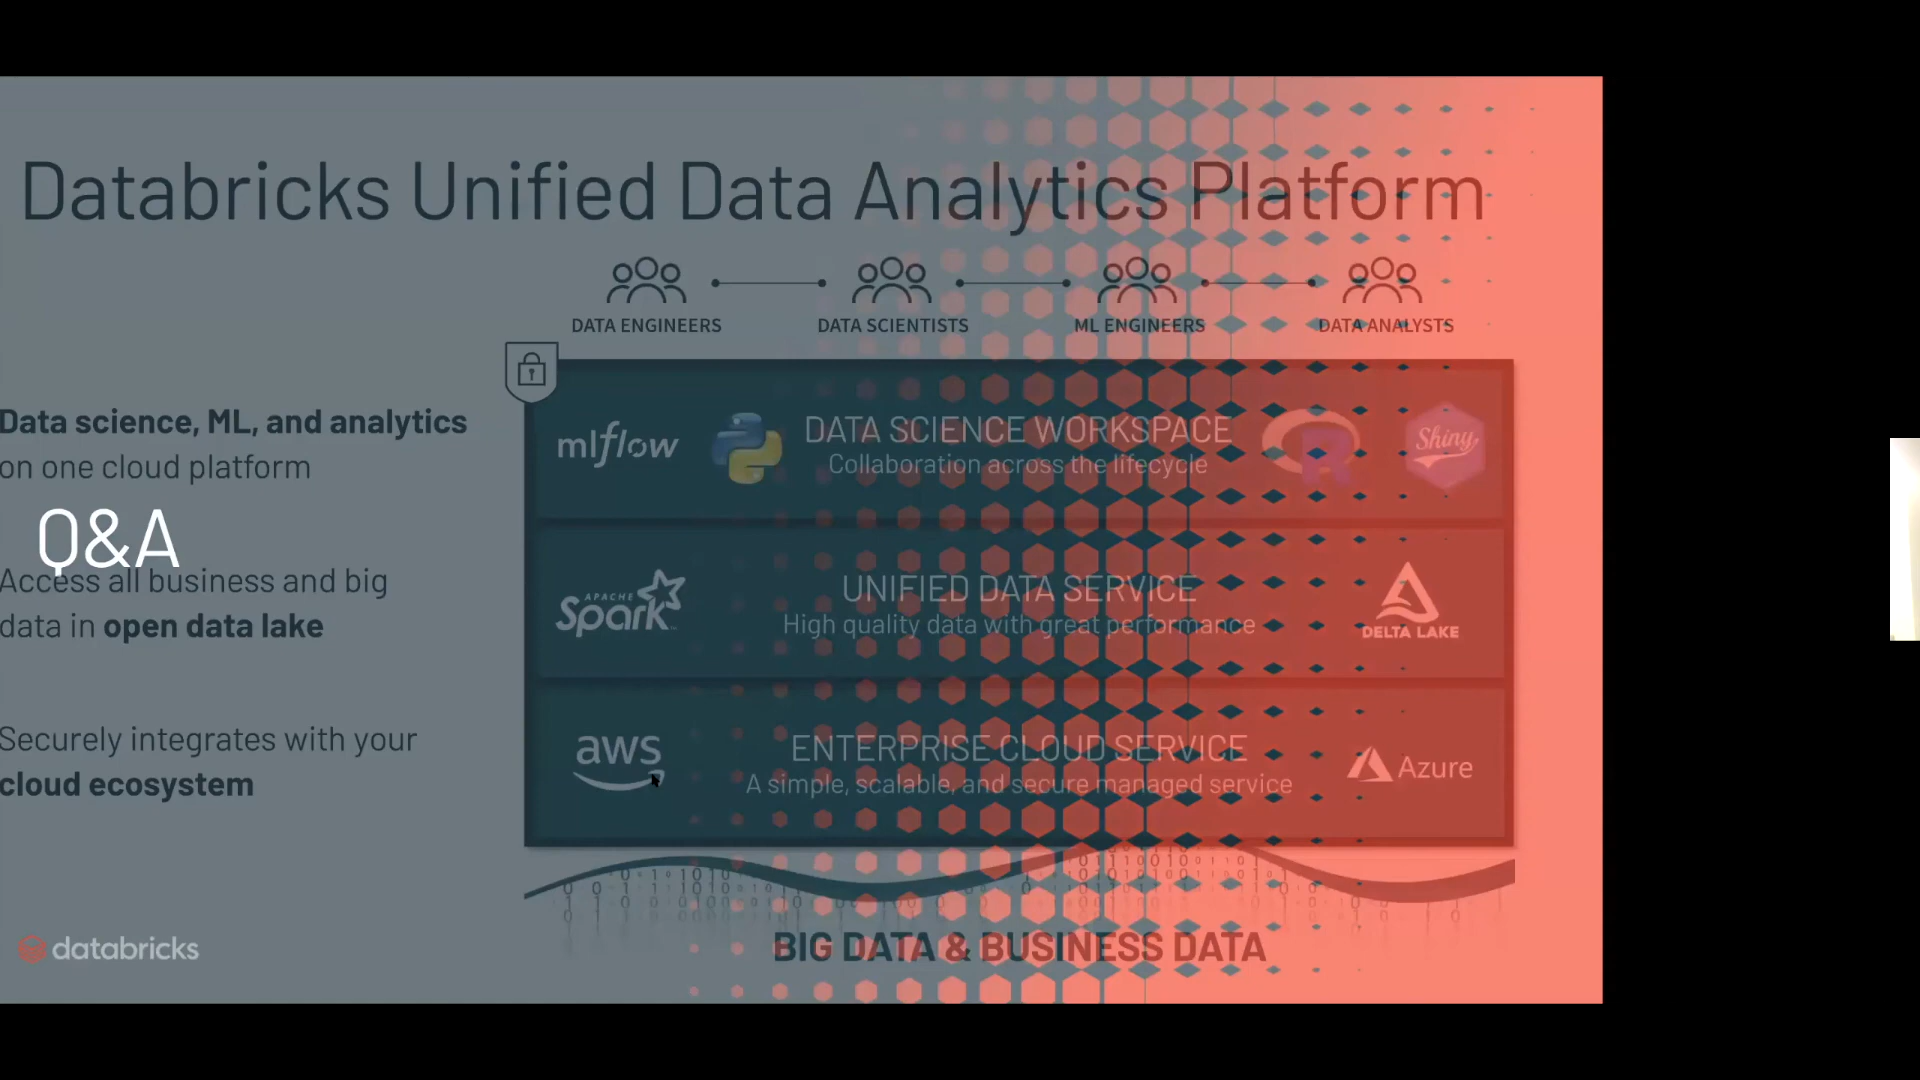 Databricks Unified Data Analytics Platform
DATA ENGINEERS
DATA SCIENTISTS
ML ENGINEERS
DATA ANALYSTS
Data science, ML, and analytics
on one cloud platform
Q&A
Access all business and big
data in open data lake
Securely integrates with your
cloud ecosystem
mlflow
DATA SCIENCE WORKSPACE
Collaboration across the lifecycle
R
Shiny
APACHE
Spark
UNIFIED DATA SERVICE
High quality data with great performance
DELTA LAKE
aws
ENTERPRISE CLOUD SERVICE
A simple, scalable, and secure managed service
Azure
BIG DATA & BUSINESS DATA
databricks